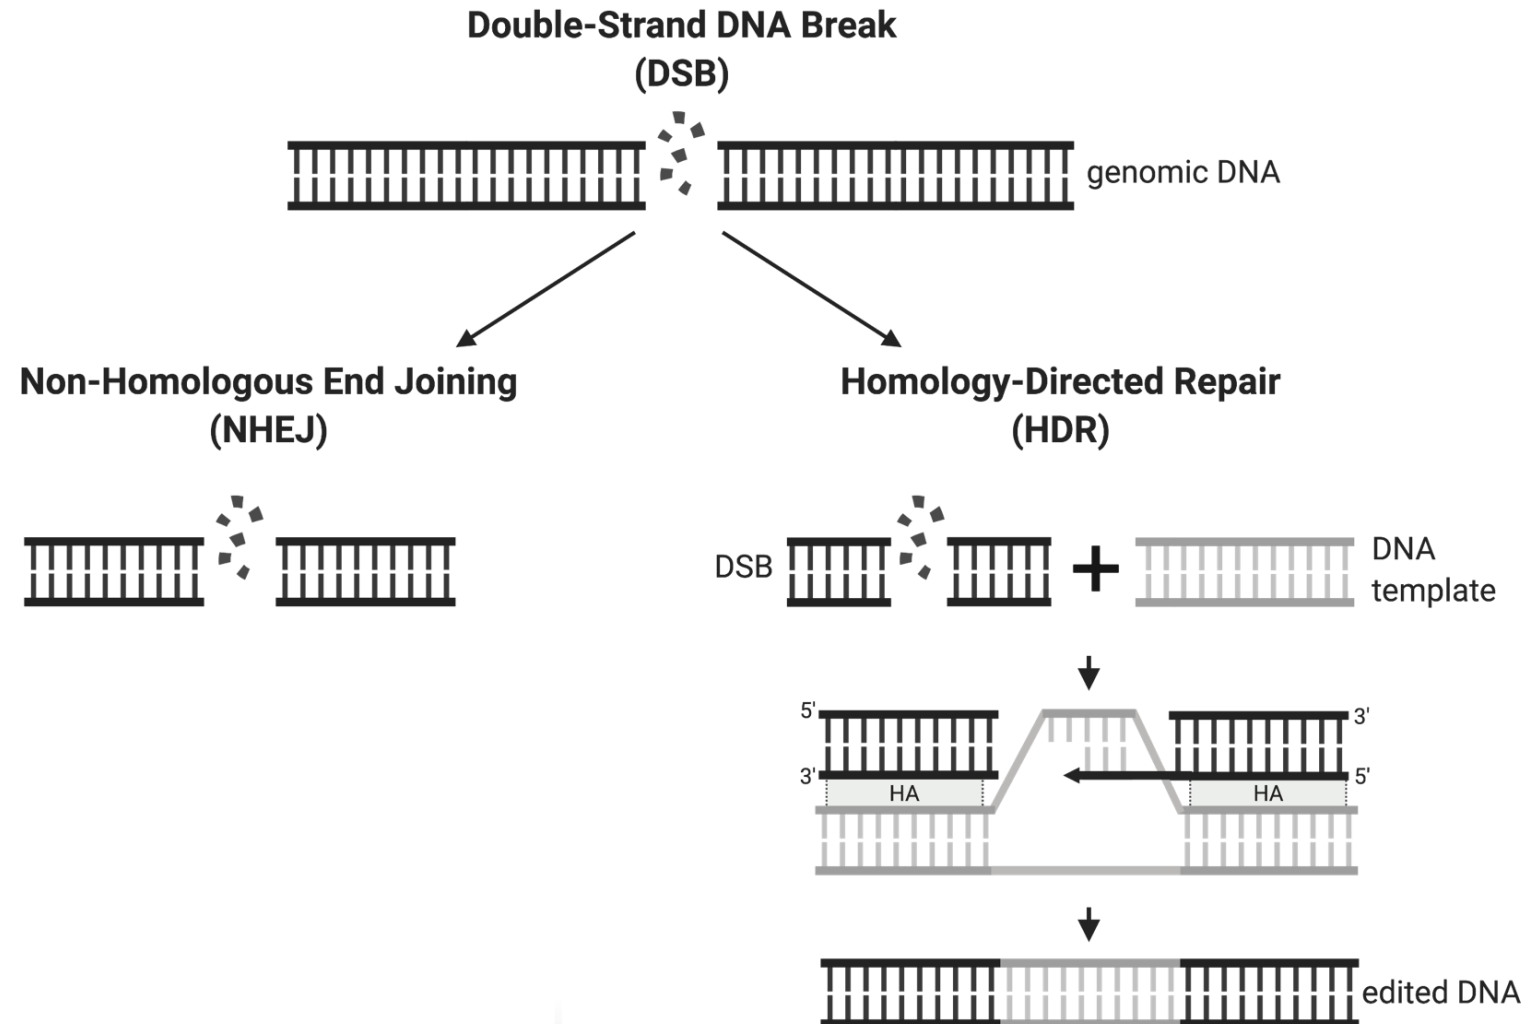 Double-Strand DNA Break
(DSB)
genomic DNA
Non-Homologous End Joining
(NHEJ)
Homology-Directed Repair
(HDR)
DSB
DNA
template
5'
3'
3'
5'
HA
HA
edited DNA